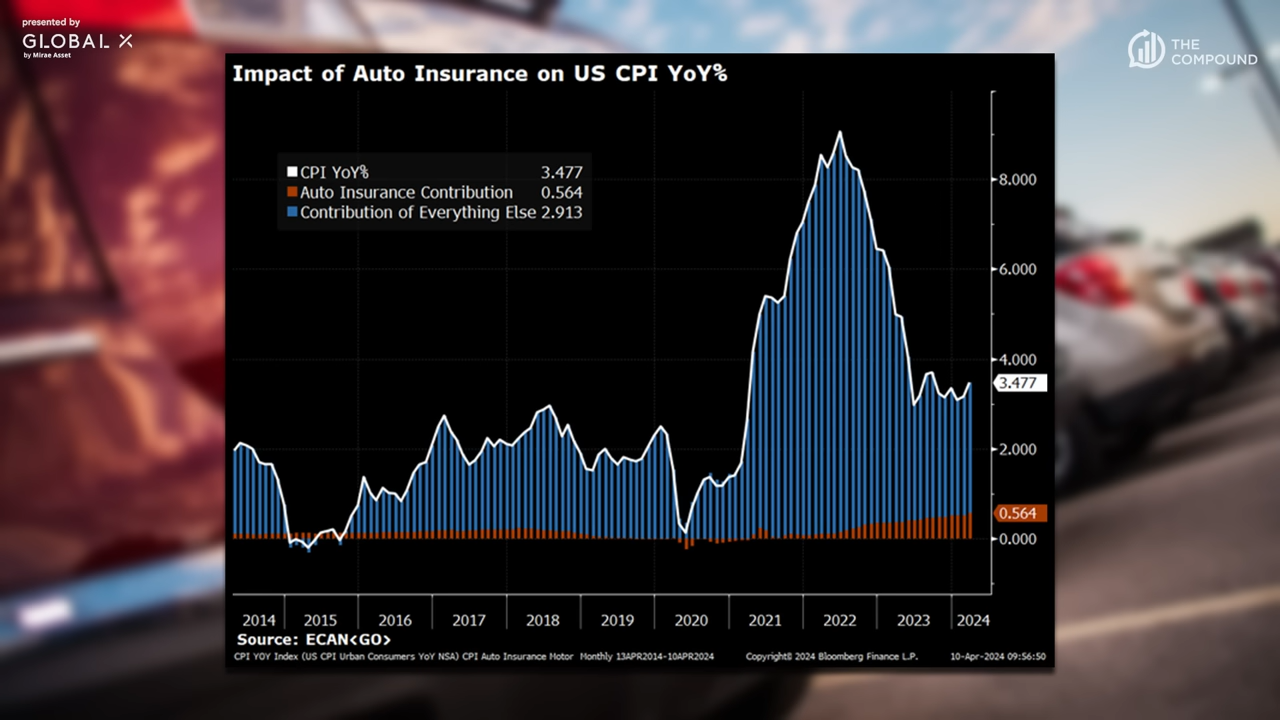 presented by
GLOBAL X
by Mirae Asset
THE
COMPOUND
Impact of Auto Insurance on US CPI YoY%
CPI YoY% 3.477
Auto Insurance Contribution 0.564
Contribution of Everything Else 2.913
8.000
6.000
4.000
3.477
2.000
0.564
0.000
2014 2015 2016 2017 2018 2019 2020 2021 2022 2023 2024
Source: ECAN<GO>
CPI YOY Index (US CPI Urban Consumers YoY NSA) CPI Auto Insurance Motor Monthly 13APR2014-10APR2024 Copyright© 2024 Bloomberg Finance L.P. 10-Apr-2024 09:56:50